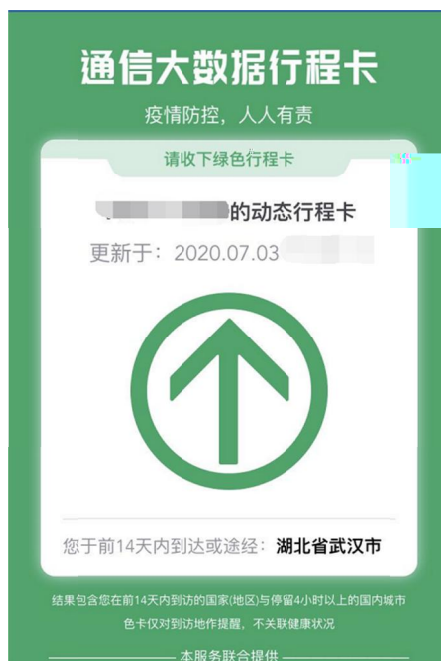 通信大数据行程卡
疫情防控，人人有责
请收下绿色行程卡
的动态行程卡
更新于：2020.07.03
您于前14天内到达或途经：湖北省武汉市
结果包含您在前14天内到访的国家(地区)与停留4小时以上的国内城市
色卡仅对到访地作提醒，不关联健康状况
本服务联合提供